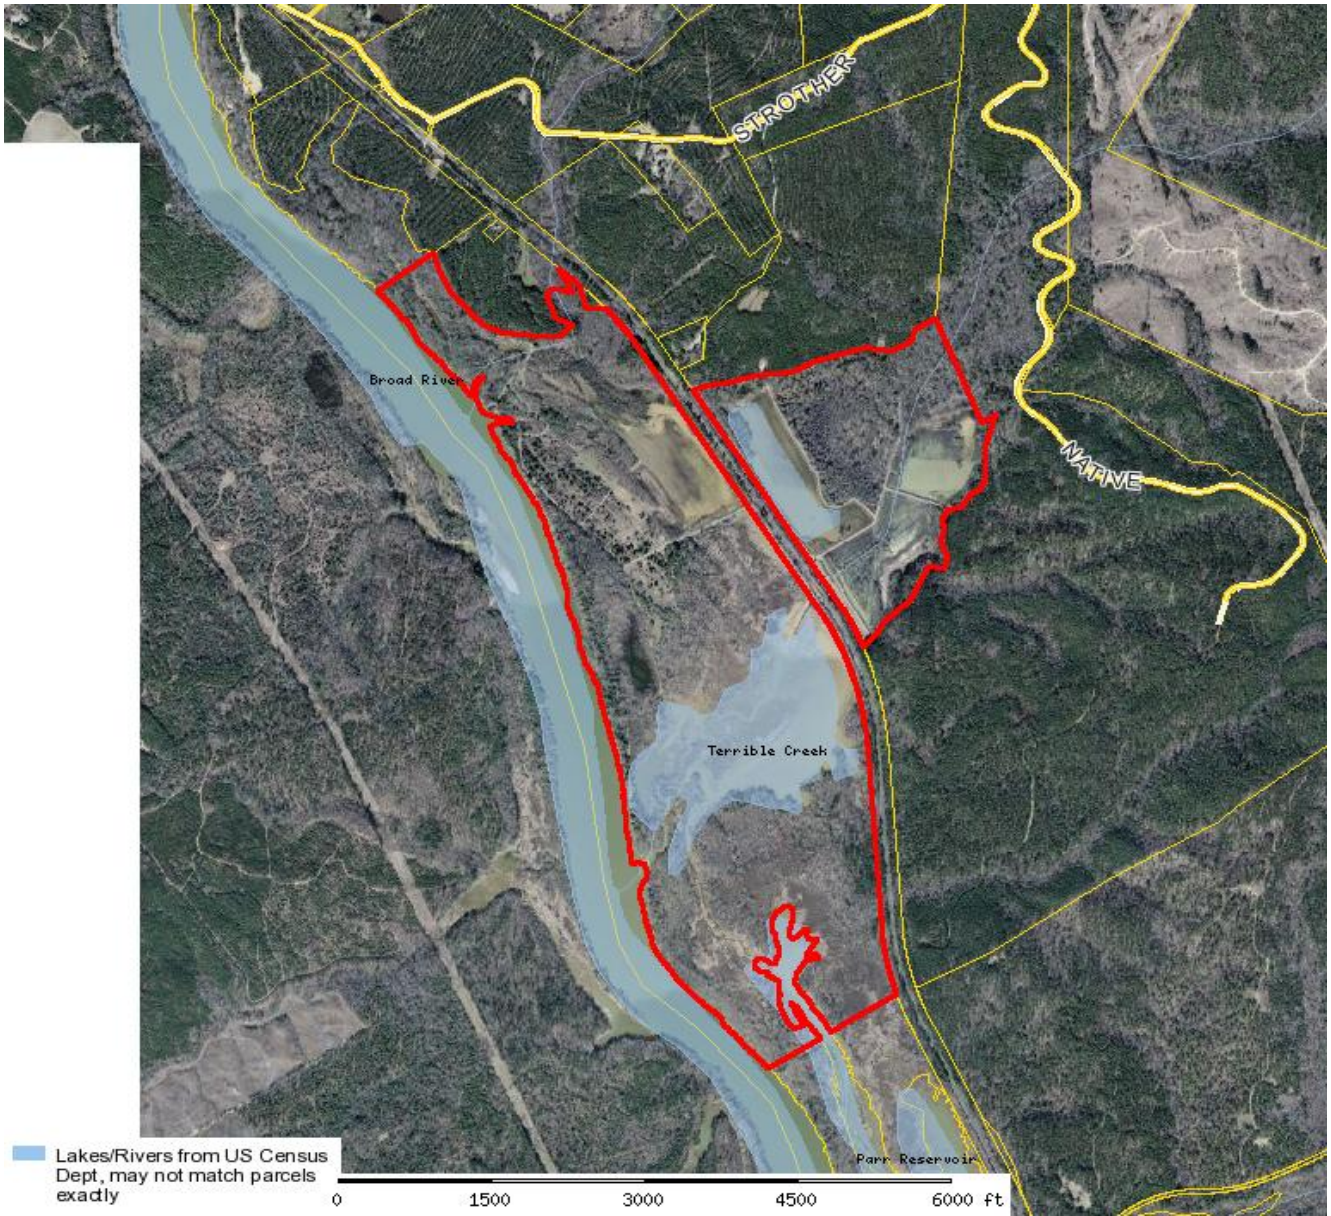 STROTHER
Broad River
NATIVE
Terrible Creek
Parr Reservoir
Lakes/Rivers from US Census
Dept, may not match parcels
exactly
0 1500 3000 4500 6000 ft